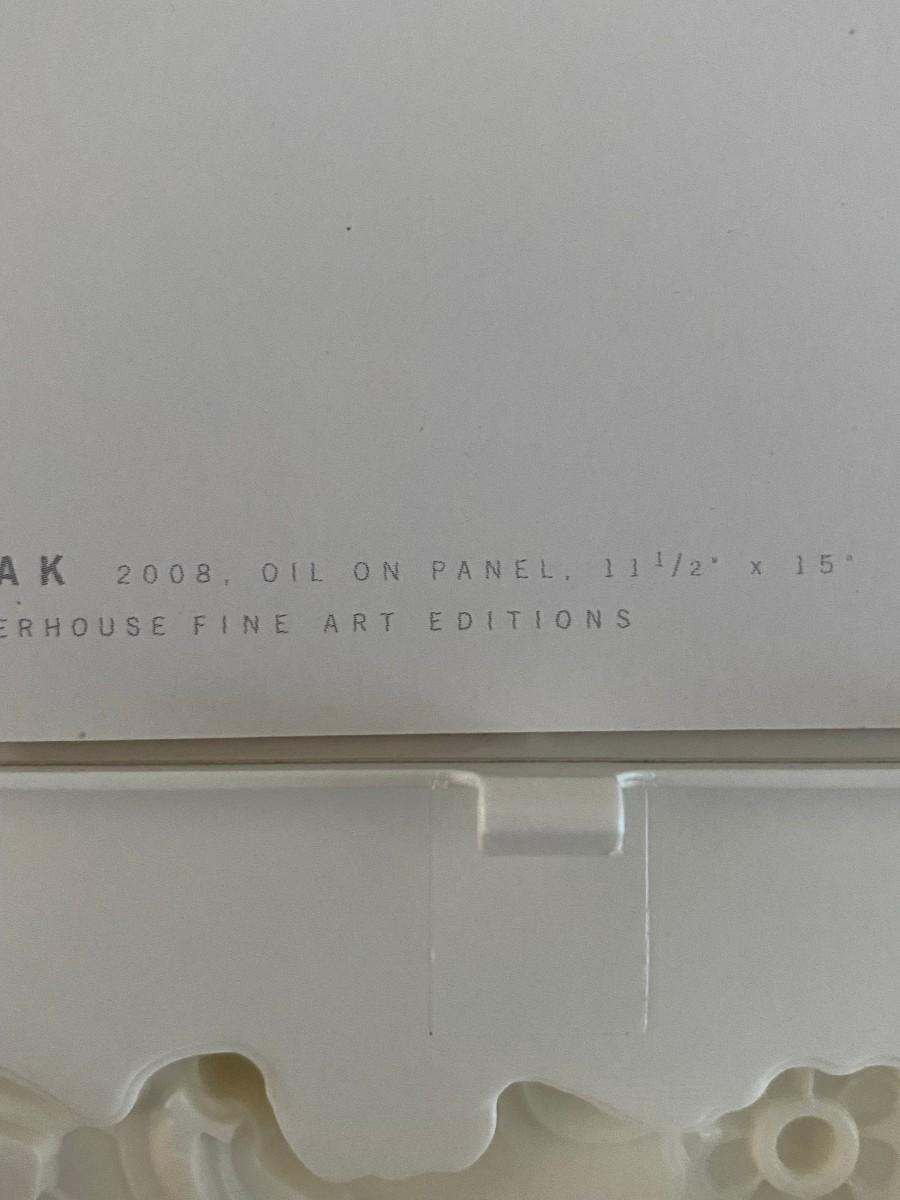 AK 2008, OIL ON PANEL, 11 1/2" x 15"
ERHOUSE FINE ART EDITIONS